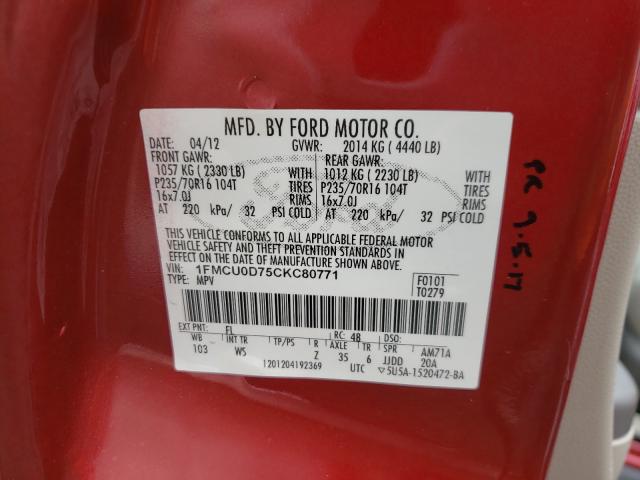 MFD. BY FORD MOTOR CO.
DATE: 04/12 GVWR: 2014 KG ( 4440 LB)
FRONT GAWR: REAR GAWR:
1057 KG ( 2330 LB) WITH 1012 KG ( 2230 LB) WITH
P235/70R16 104T TIRES P235/70R16 104T TIRES
16x7.0J RIMS 16x7.0J RIMS
AT 220 kPa/ 32 PSI COLD AT 220 kPa/ 32 PSI COLD
THIS VEHICLE CONFORMS TO ALL APPLICABLE FEDERAL MOTOR
VEHICLE SAFETY AND THEFT PREVENTION STANDARDS IN
EFFECT ON THE DATE OF MANUFACTURE SHOWN ABOVE.
VIN: 1FMCU0D75CKC80771 F0101
TYPE: MPV T0279
EXT PNT: FL RC: 48 DSO:
WB INT TR TP/PS R AXLE TR SPR AM71A
103 WS Z 35 6 JJDD 20A
1201204192369 UTC ▽5U5A-1520472-BA
Ford